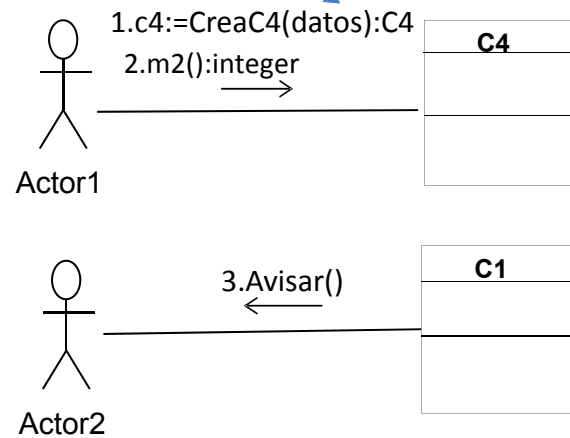 1.c4:=CreaC4(datos):C4
2.m2():integer
C4
Actor1
3.Avisar()
C1
Actor2